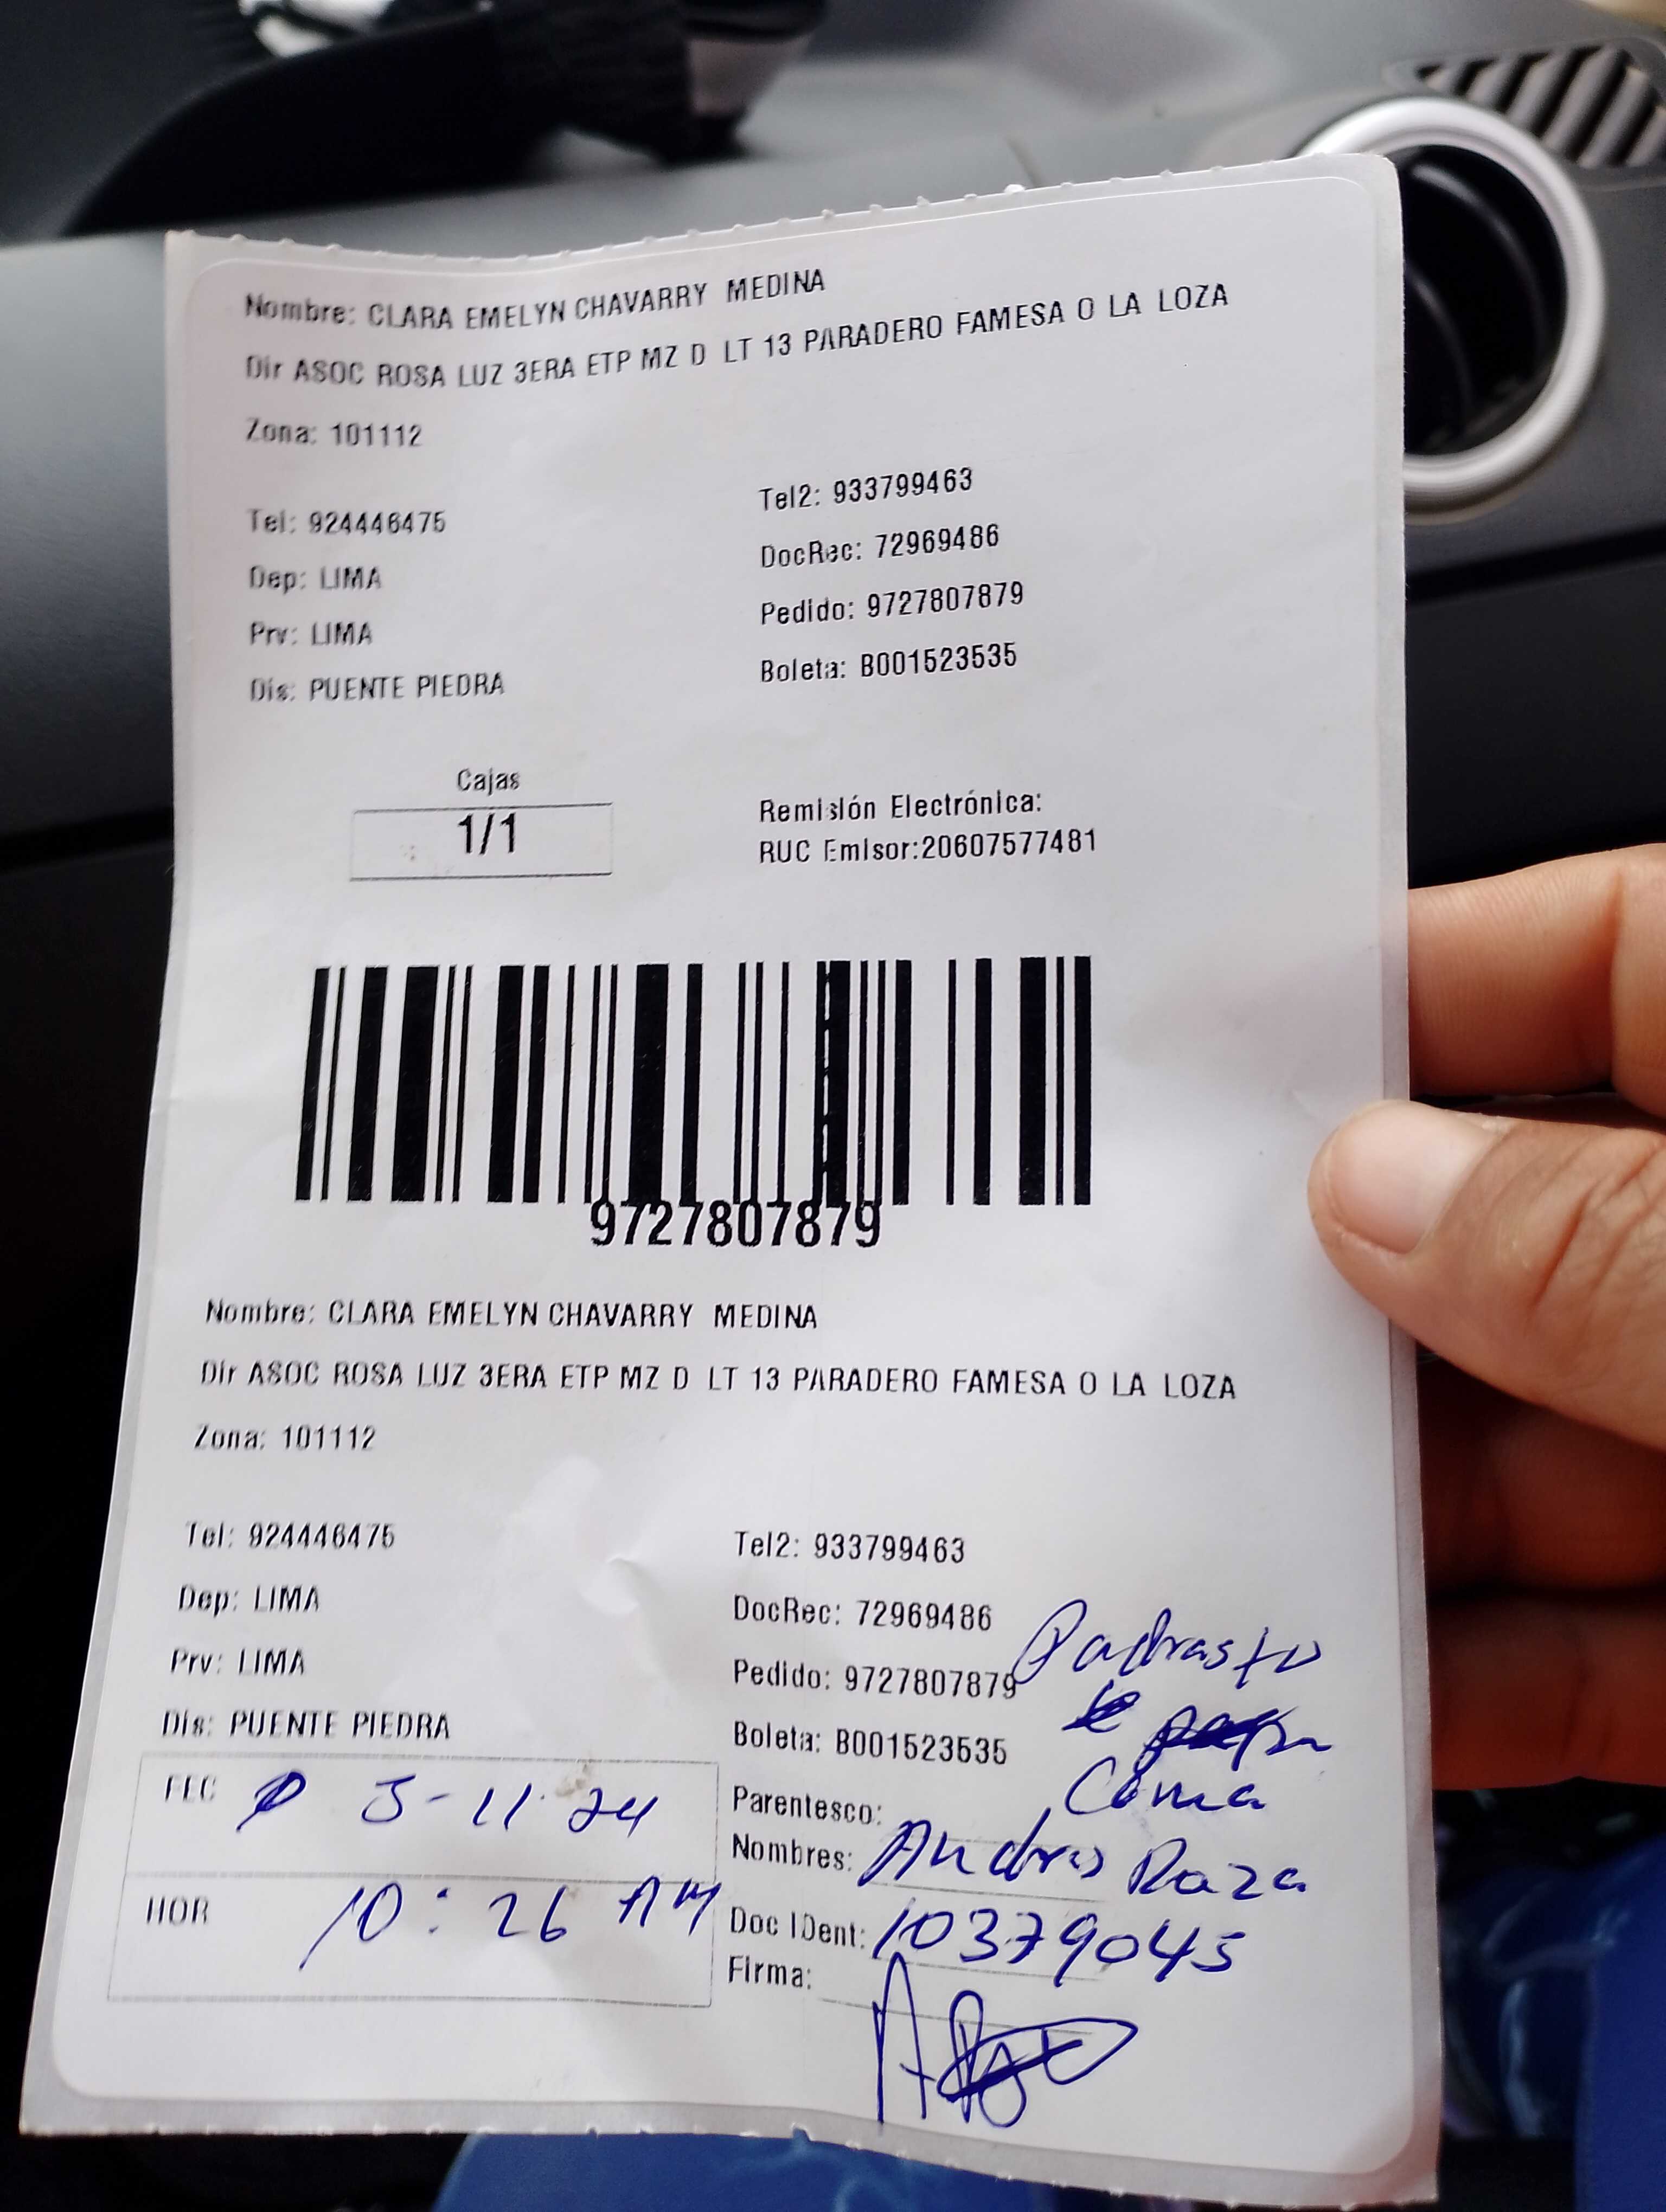 Nombre: CLARA EMELYN CHAVARRY MEDINA
Dir ASOC ROSA LUZ 3ERA ETP MZ D LT 13 PARADERO FAMESA O LA LOZA
Zona: 101112
Tel: 924446475 Tel2: 933799463
Dep: LIMA DocRec: 72969486
Prv: LIMA Pedido: 9727807879
Dis: PUENTE PIEDRA Boleta: B001523535
Cajas
1/1
Remisión Electrónica:
RUC Emisor:20607577481
9727807879
Nombre: CLARA EMELYN CHAVARRY MEDINA
Dir ASOC ROSA LUZ 3ERA ETP MZ D LT 13 PARADERO FAMESA O LA LOZA
Zona: 101112
Tel: 924446475 Tel2: 933799463
Dep: LIMA DocRec: 72969486
Padrasto
Prv: LIMA Pedido: 9727807879
Dis: PUENTE PIEDRA Boleta: B001523535
FEC 5-11-24 Parentesco:
Nombres: Andres
HOR 10:26 AM Doc IDent: 10379045
Firma: